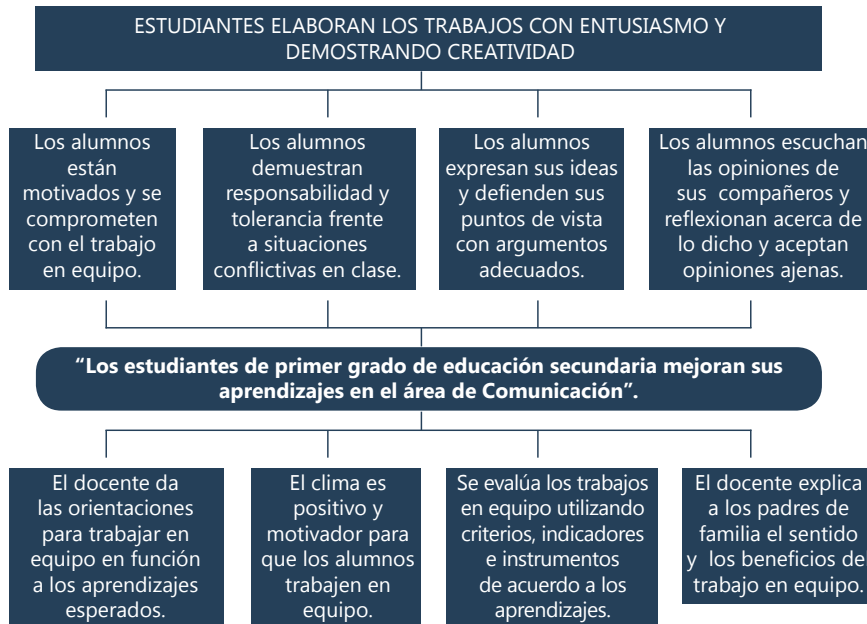 ESTUDIANTES ELABORAN LOS TRABAJOS CON ENTUSIASMO Y
DEMOSTRANDO CREATIVIDAD
Los alumnos
están
motivados y se
comprometen
con el trabajo
en equipo.
Los alumnos
demuestran
responsabilidad y
tolerancia frente
a situaciones
conflictivas en clase.
Los alumnos
expresan sus ideas
y defienden sus
puntos de vista
con argumentos
adecuados.
Los alumnos escuchan
las opiniones de
sus compañeros y
reflexionan acerca de
lo dicho y aceptan
opiniones ajenas.
“Los estudiantes de primer grado de educación secundaria mejoran sus
aprendizajes en el área de Comunicación”.
El docente da
las orientaciones
para trabajar en
equipo en función
a los aprendizajes
esperados.
El clima es
positivo y
motivador para
que los alumnos
trabajen en
equipo.
Se evalúa los trabajos
en equipo utilizando
criterios, indicadores
e instrumentos
de acuerdo a los
aprendizajes.
El docente explica
a los padres de
familia el sentido
y los beneficios del
trabajo en equipo.